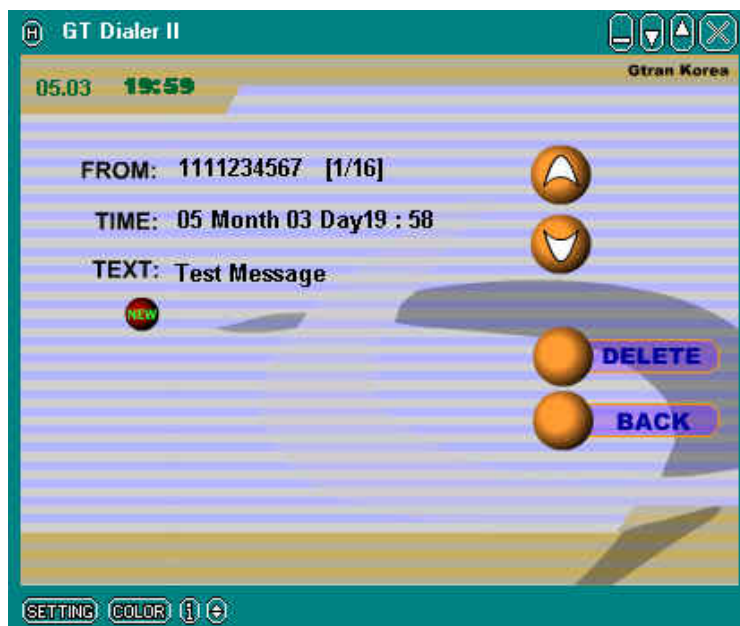 H GT Dialer II
Gtran Korea
05.03 19:59
FROM: 1111234567 [1/16]
TIME: 05 Month 03 Day19 : 58
TEXT: Test Message
NEW
DELETE
BACK
SETTING COLOR i